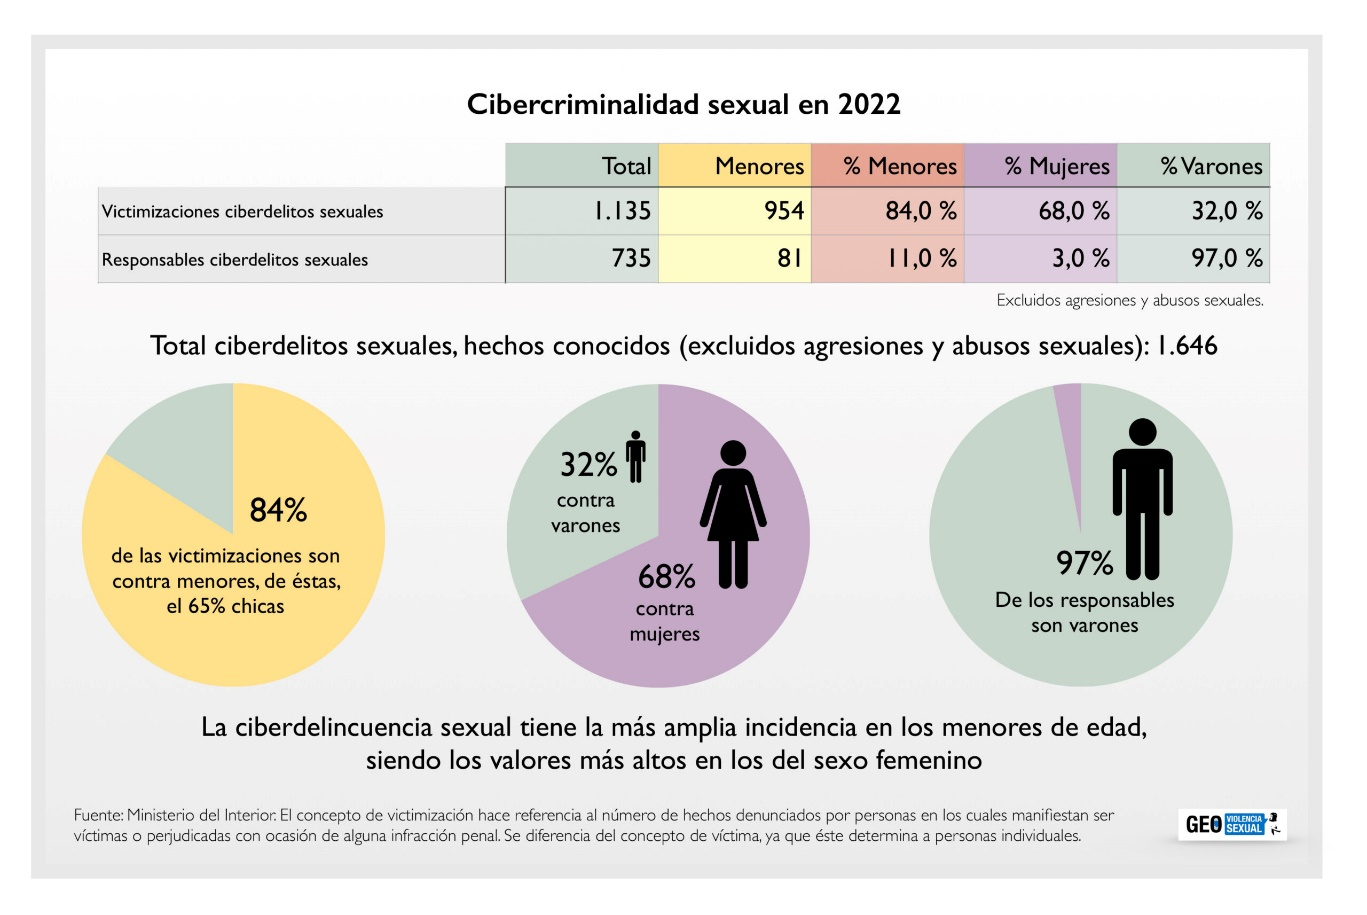 Cibercriminalidad sexual en 2022
Total Menores % Menores % Mujeres % Varones
Victimizaciones ciberdelitos sexuales 1.135 954 84,0 % 68,0 % 32,0 %
Responsables ciberdelitos sexuales 735 81 11,0 % 3,0 % 97,0 %
Excluidos agresiones y abusos sexuales.
Total ciberdelitos sexuales, hechos conocidos (excluidos agresiones y abusos sexuales): 1.646
84%
de las victimizaciones son
contra menores, de éstas,
el 65% chicas
32%
contra
varones
68%
contra
mujeres
97%
De los responsables
son varones
La ciberdelincuencia sexual tiene la más amplia incidencia en los menores de edad,
siendo los valores más altos en los del sexo femenino
Fuente: Ministerio del Interior. El concepto de victimización hace referencia al número de hechos denunciados por personas en los cuales manifiestan ser
víctimas o perjudicadas con ocasión de alguna infracción penal. Se diferencia del concepto de víctima, ya que éste determina a personas individuales.
GEO VIOLENCIA
SEXUAL